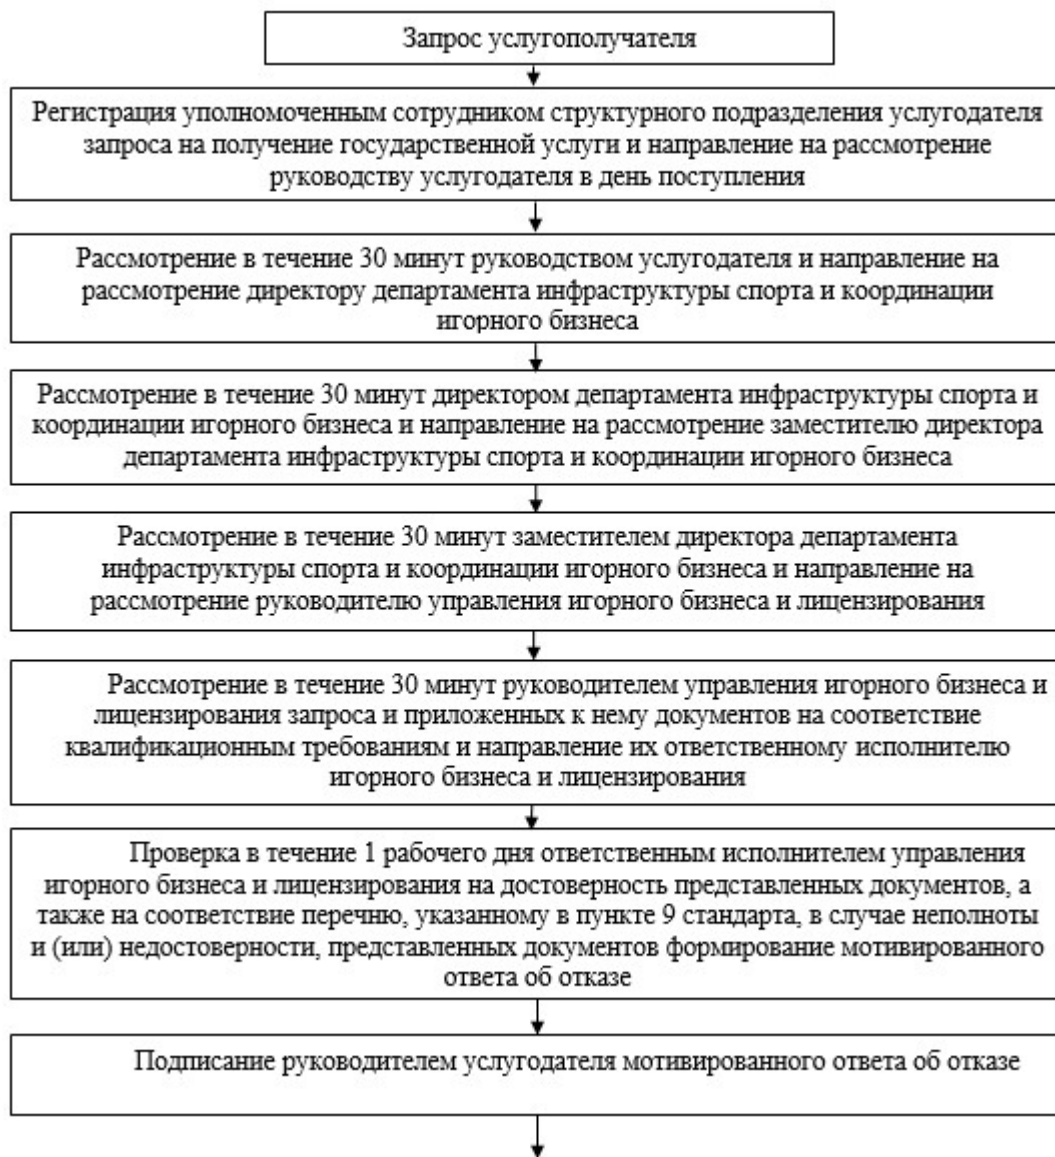 Запрос услугополучателя
Регистрация уполномоченным сотрудником структурного подразделения услугодателя
запроса на получение государственной услуги и направление на рассмотрение
руководству услугодателя в день поступления
Рассмотрение в течение 30 минут руководством услугодателя и направление на
рассмотрение директору департамента инфраструктуры спорта и координации
игорного бизнеса
Рассмотрение в течение 30 минут директором департамента инфраструктуры спорта и
координации игорного бизнеса и направление на рассмотрение заместителю директора
департамента инфраструктуры спорта и координации игорного бизнеса
Рассмотрение в течение 30 минут заместителем директора департамента
инфраструктуры спорта и координации игорного бизнеса и направление на
рассмотрение руководителю управления игорного бизнеса и лицензирования
Рассмотрение в течение 30 минут руководителем управления игорного бизнеса и
лицензирования запроса и приложенных к нему документов на соответствие
квалификационным требованиям и направление их ответственному исполнителю
игорного бизнеса и лицензирования
Проверка в течение 1 рабочего дня ответственным исполнителем управления
игорного бизнеса и лицензирования на достоверность представленных документов, а
также на соответствие перечню, указанному в пункте 9 стандарта, в случае неполноты
и (или) недостоверности, представленных документов формирование мотивированного
ответа об отказе
Подписание руководителем услугодателя мотивированного ответа об отказе